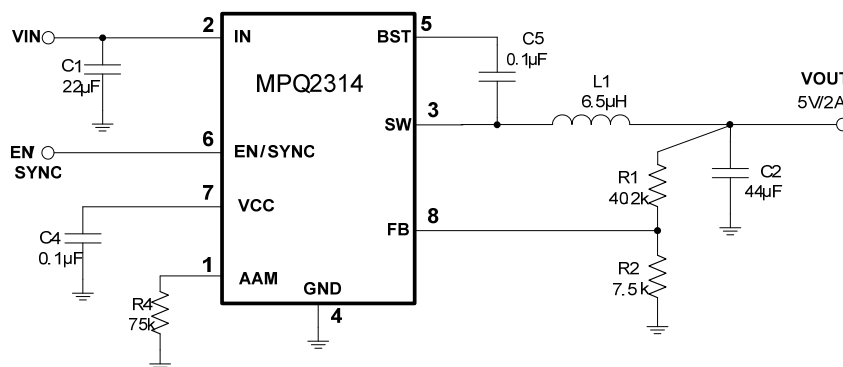 VIN
2
IN
C1
22µF
MPQ2314
BST
5
C5
0.1µF
SW
3
L1
6.5µH
VOUT
5V/2A
EN/
SYNC
6
EN/SYNC
7
VCC
C4
0.1µF
1
AAM
R4
75k
GND
4
FB
8
R1
40.2k
C2
44µF
R2
7.5k